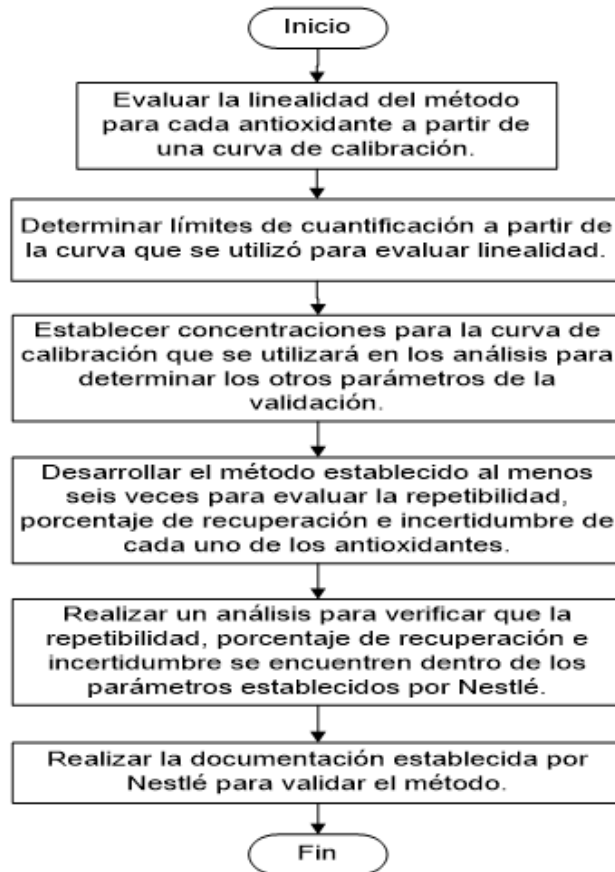 Inicio
Evaluar la linealidad del método
para cada antioxidante a partir de
una curva de calibración.
Determinar límites de cuantificación a partir de
la curva que se utilizó para evaluar linealidad.
Establecer concentraciones para la curva de
calibración que se utilizará en los análisis para
determinar los otros parámetros de la
validación.
Desarrollar el método establecido al menos
seis veces para evaluar la repetibilidad,
porcentaje de recuperación e incertidumbre de
cada uno de los antioxidantes.
Realizar un análisis para verificar que la
repetibilidad, porcentaje de recuperación e
incertidumbre se encuentren dentro de los
parámetros establecidos por Nestlé.
Realizar la documentación establecida por
Nestlé para validar el método.
Fin